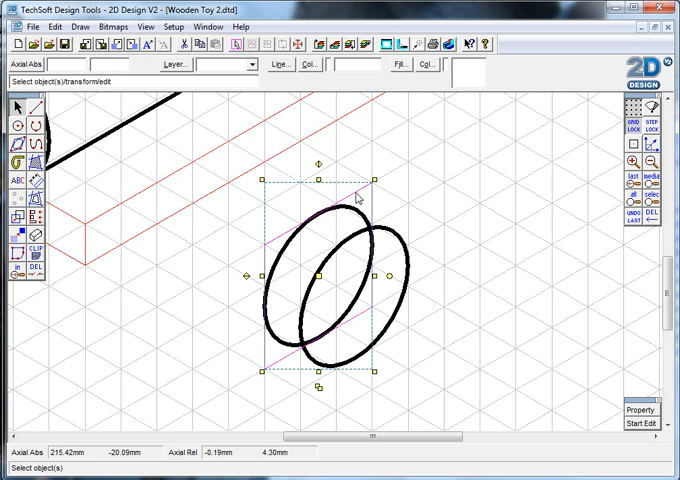 TechSoft Design Tools - 2D Design V2 - [Wooden Toy 2.dtd]
File Edit Draw Bitmaps View Setup Window Help
Axial Abs Layer... Line... Col... Fill... Col...
2D DESIGN
Select object(s)/transform/edit
GRID LOCK STEP LOCK
ABC
last media
all selec
UNDO LAST DEL
CLIP
in DEL
Property
Start Edit
Axial Abs 215.42mm -20.09mm Axial Rel -0.19mm 4.30mm
Select object(s)